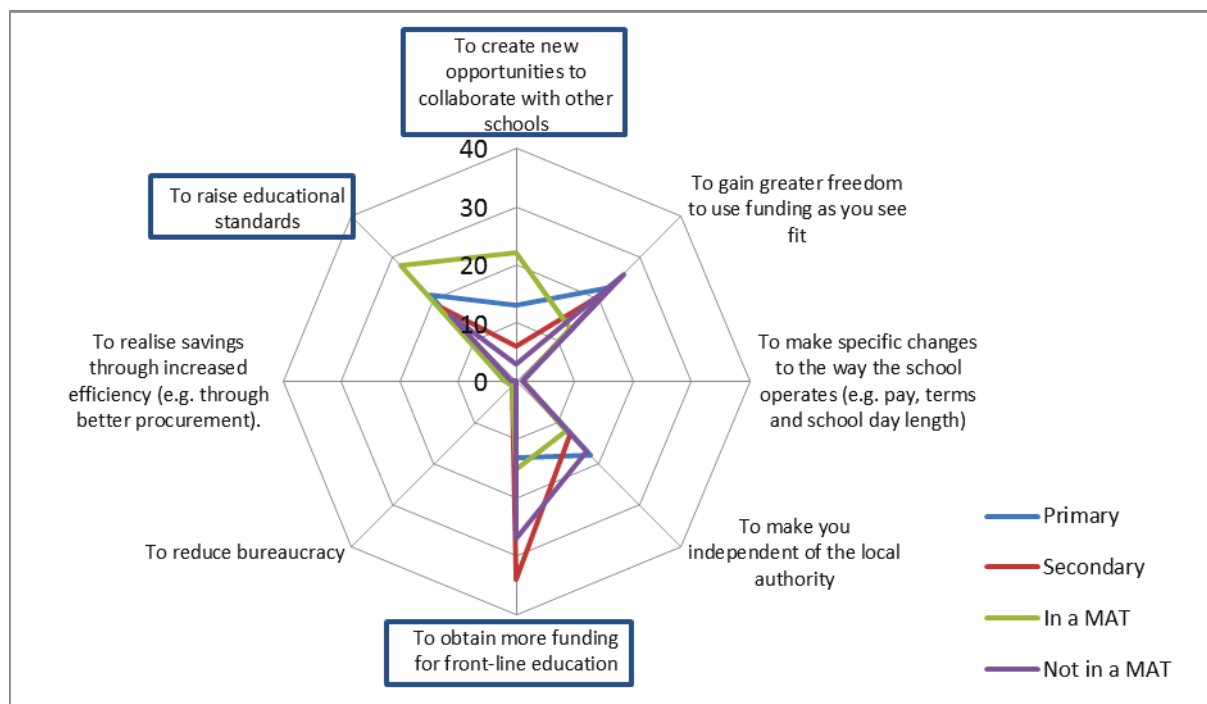 To create new
opportunities to
collaborate with other
schools
To raise educational
standards
To gain greater freedom
to use funding as you see
fit
40
30
20
10
0
To realise savings
through increased
efficiency (e.g. through
better procurement).
To make specific changes
to the way the school
operates (e.g. pay, terms
and school day length)
To reduce bureaucracy
To make you
independent of the local
authority
To obtain more funding
for front-line education
Primary
Secondary
In a MAT
Not in a MAT